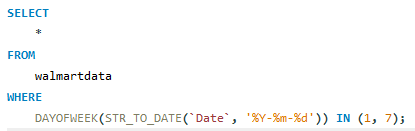 SELECT
*
FROM
walmartdata
WHERE
DAYOFWEEK(STR_TO_DATE(`Date`, '%Y-%m-%d')) IN (1, 7);